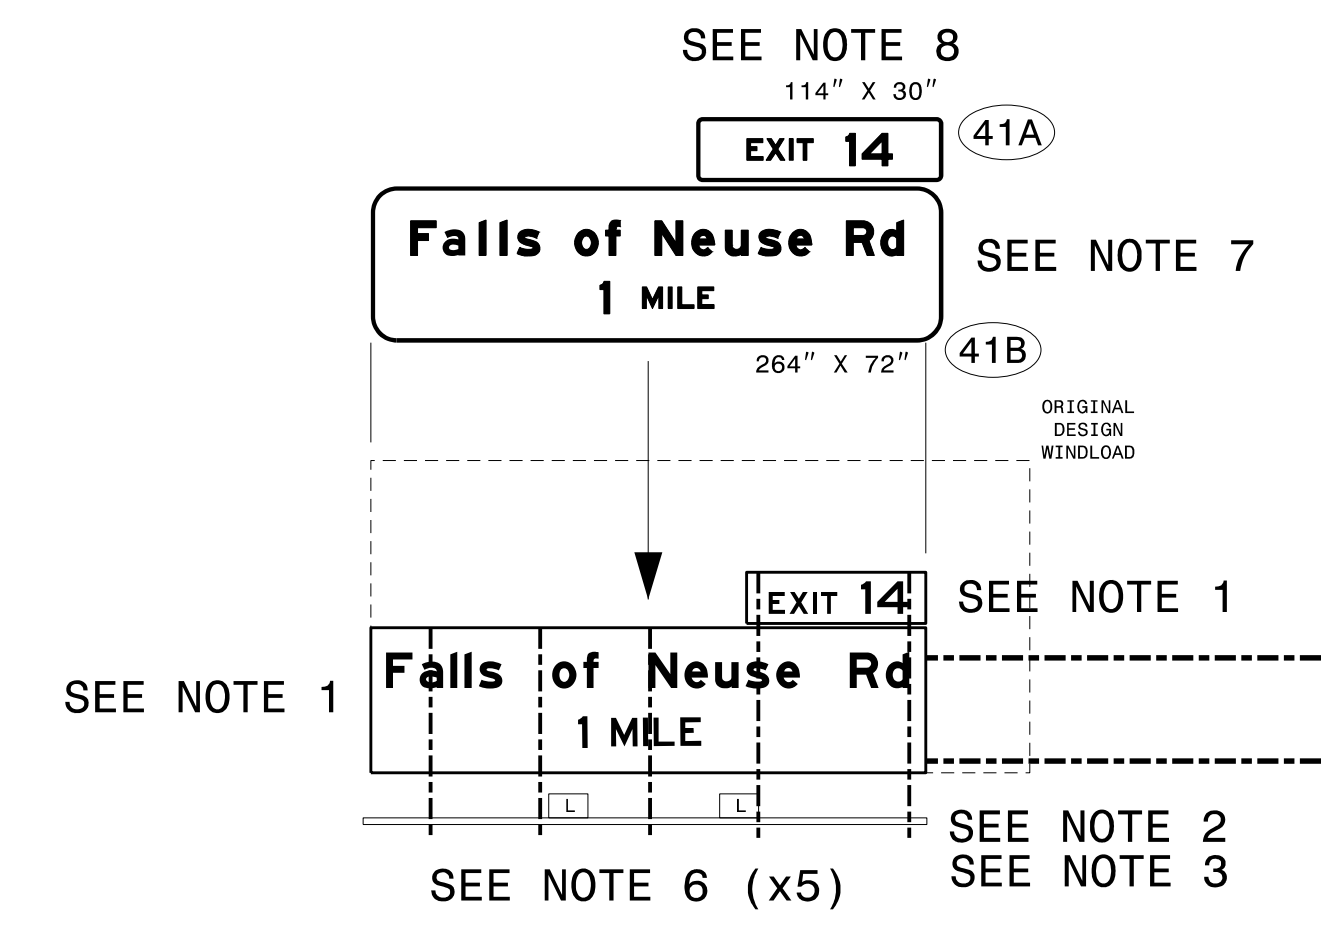 SEE NOTE 8
114" X 30"
EXIT 14
41A
Falls of Neuse Rd
1 MILE
SEE NOTE 7
264" X 72"
41B
ORIGINAL
DESIGN
WINDLOAD
EXIT 14
SEE NOTE 1
Falls of Neuse Rd
1 MILE
SEE NOTE 1
L L
SEE NOTE 2
SEE NOTE 3
SEE NOTE 6 (x5)